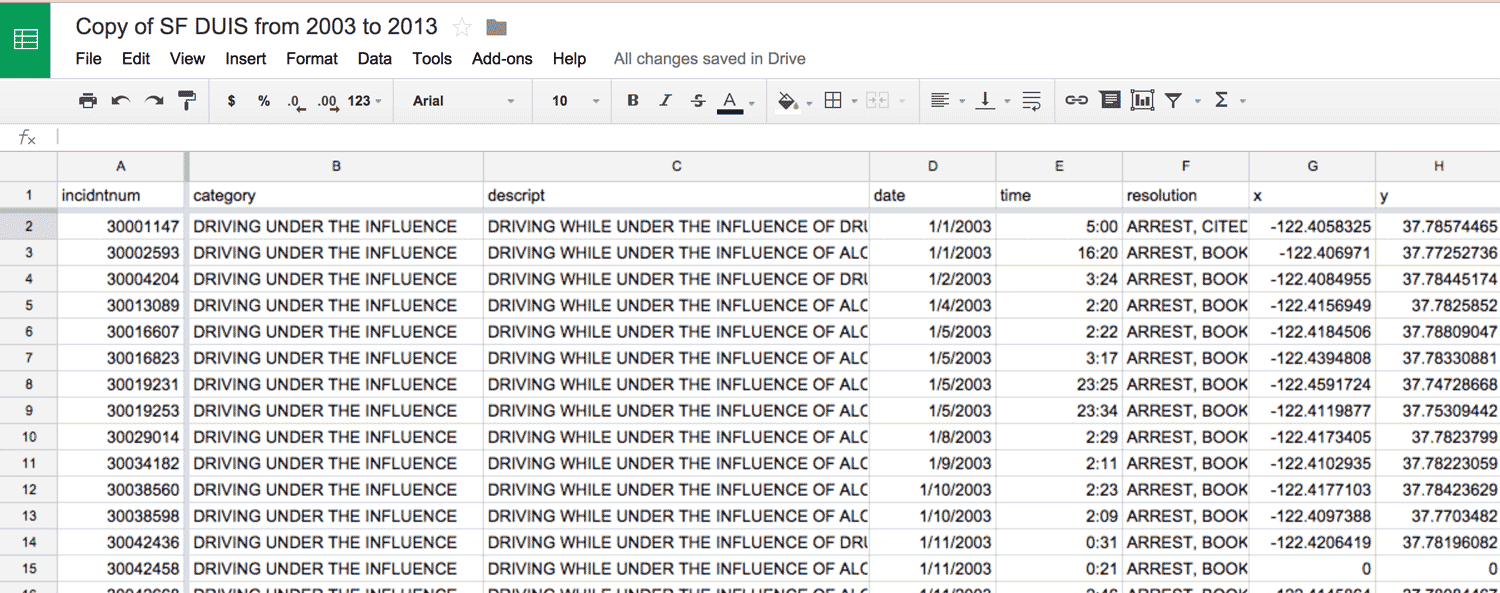 Copy of SF DUIS from 2003 to 2013
File Edit View Insert Format Data Tools Add-ons Help All changes saved in Drive
$ % .0 .00 123 Arial 10 B I S A Σ
fx
A B C D E F G H
1 incidntnum category descript date time resolution x y
2 30001147 DRIVING UNDER THE INFLUENCE DRIVING WHILE UNDER THE INFLUENCE OF DRU 1/1/2003 5:00 ARREST, CITED -122.4058325 37.78574465
3 30002593 DRIVING UNDER THE INFLUENCE DRIVING WHILE UNDER THE INFLUENCE OF ALC 1/1/2003 16:20 ARREST, BOOK -122.406971 37.77252736
4 30004204 DRIVING UNDER THE INFLUENCE DRIVING WHILE UNDER THE INFLUENCE OF DRU 1/2/2003 3:24 ARREST, BOOK -122.4084955 37.78445174
5 30013089 DRIVING UNDER THE INFLUENCE DRIVING WHILE UNDER THE INFLUENCE OF ALC 1/4/2003 2:20 ARREST, BOOK -122.4156949 37.7825852
6 30016607 DRIVING UNDER THE INFLUENCE DRIVING WHILE UNDER THE INFLUENCE OF ALC 1/5/2003 2:22 ARREST, BOOK -122.4184506 37.78809047
7 30016823 DRIVING UNDER THE INFLUENCE DRIVING WHILE UNDER THE INFLUENCE OF ALC 1/5/2003 3:17 ARREST, BOOK -122.4394808 37.78330881
8 30019231 DRIVING UNDER THE INFLUENCE DRIVING WHILE UNDER THE INFLUENCE OF ALC 1/5/2003 23:25 ARREST, BOOK -122.4591724 37.74728668
9 30019253 DRIVING UNDER THE INFLUENCE DRIVING WHILE UNDER THE INFLUENCE OF ALC 1/5/2003 23:34 ARREST, BOOK -122.4119877 37.75309442
10 30029014 DRIVING UNDER THE INFLUENCE DRIVING WHILE UNDER THE INFLUENCE OF ALC 1/8/2003 2:29 ARREST, BOOK -122.4173405 37.7823799
11 30034182 DRIVING UNDER THE INFLUENCE DRIVING WHILE UNDER THE INFLUENCE OF ALC 1/9/2003 2:11 ARREST, BOOK -122.4102935 37.78223059
12 30038560 DRIVING UNDER THE INFLUENCE DRIVING WHILE UNDER THE INFLUENCE OF ALC 1/10/2003 2:23 ARREST, BOOK -122.4177103 37.78423629
13 30038598 DRIVING UNDER THE INFLUENCE DRIVING WHILE UNDER THE INFLUENCE OF ALC 1/10/2003 2:09 ARREST, BOOK -122.4097388 37.7703482
14 30042436 DRIVING UNDER THE INFLUENCE DRIVING WHILE UNDER THE INFLUENCE OF DRU 1/11/2003 0:31 ARREST, BOOK -122.4206419 37.78196082
15 30042458 DRIVING UNDER THE INFLUENCE DRIVING WHILE UNDER THE INFLUENCE OF ALC 1/11/2003 0:21 ARREST, BOOK 0 0